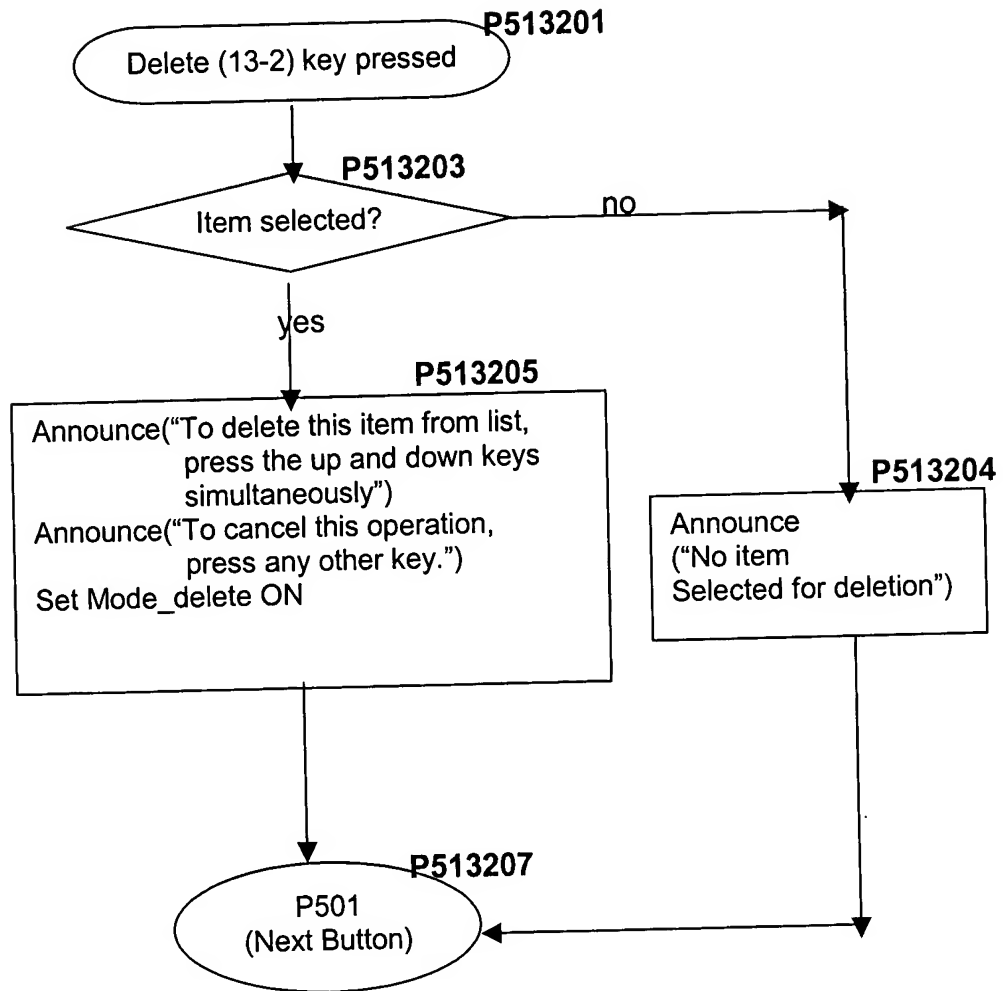 P513201
Delete (13-2) key pressed
P513203
Item selected?
no
yes
P513205
Announce(“To delete this item from list,
press the up and down keys
simultaneously”)
Announce(“To cancel this operation,
press any other key.”)
Set Mode_delete ON
P513204
Announce
(“No item
Selected for deletion”)
P513207
P501
(Next Button)